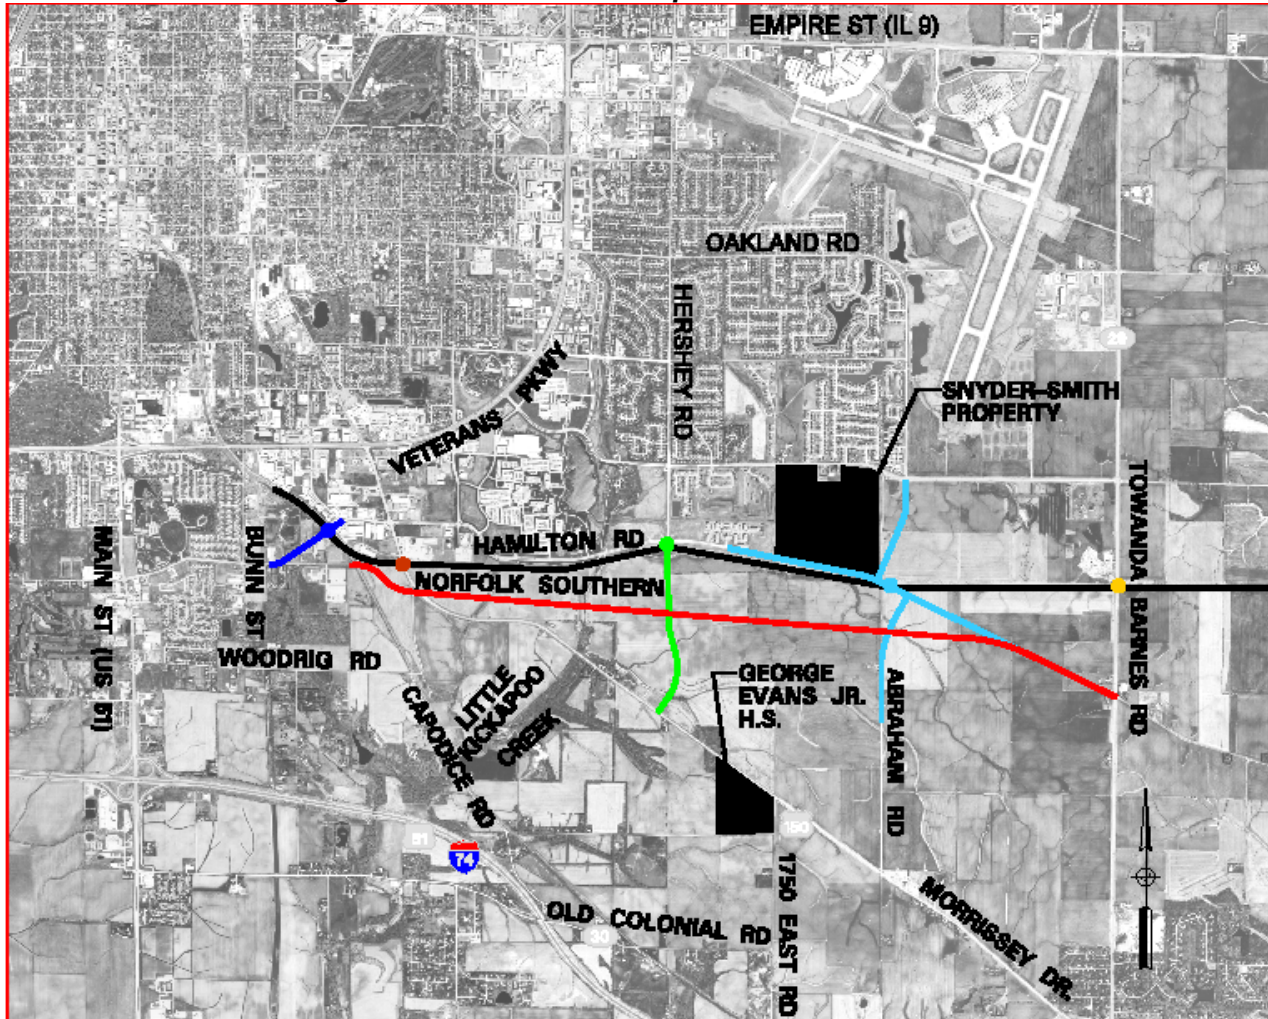 EMPIRE ST (IL 9)
OAKLAND RD
HERSHEY RD
VETERANS PKWY
SNYDER-SMITH
PROPERTY
TOWANDA BARNES RD
MAIN ST (US 51)
BUNN ST
HAMILTON RD
NORFOLK SOUTHERN
WOODRIG RD
CAPODICE RD
LITTLE
KICKAPOO
CREEK
GEORGE
EVANS JR.
H.S.
ABRAHAN RD
51
74
150
1750 EAST RD
OLD COLONIAL RD
30
MORRISSEY DR.